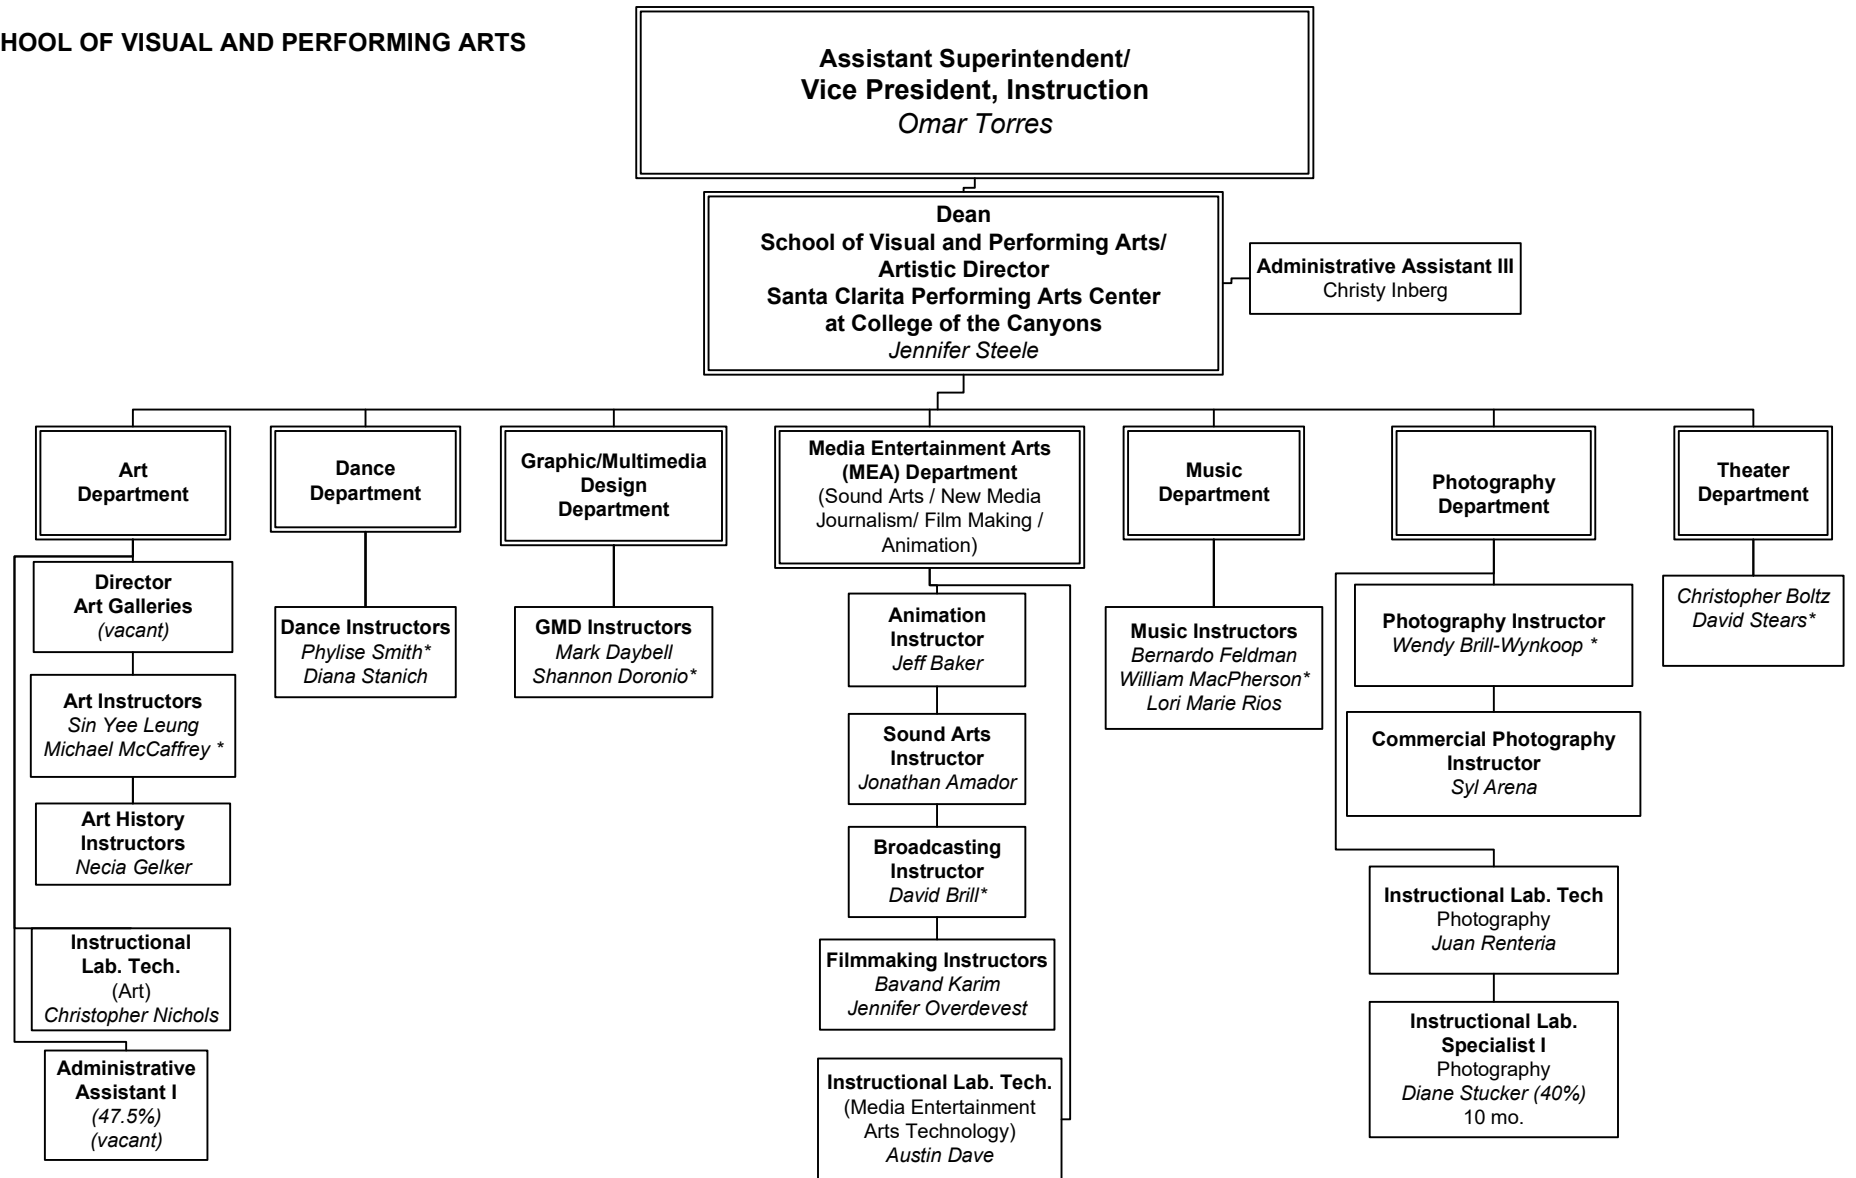 HOOL OF VISUAL AND PERFORMING ARTS
Assistant Superintendent/
Vice President, Instruction
Omar Torres
Dean
School of Visual and Performing Arts/
Artistic Director
Santa Clarita Performing Arts Center
at College of the Canyons
Jennifer Steele
Administrative Assistant III
Christy Inberg
Art
Department
Director
Art Galleries
(vacant)
Art Instructors
Sin Yee Leung
Michael McCaffrey *
Art History
Instructors
Necia Gelker
Instructional
Lab. Tech.
(Art)
Christopher Nichols
Administrative
Assistant I
(47.5%)
(vacant)
Dance
Department
Dance Instructors
Phylise Smith*
Diana Stanich
Graphic/Multimedia
Design
Department
GMD Instructors
Mark Daybell
Shannon Doronio*
Media Entertainment Arts
(MEA) Department
(Sound Arts / New Media
Journalism/ Film Making /
Animation)
Animation
Instructor
Jeff Baker
Sound Arts
Instructor
Jonathan Amador
Broadcasting
Instructor
David Brill*
Filmmaking Instructors
Bavand Karim
Jennifer Overdevest
Instructional Lab. Tech.
(Media Entertainment
Arts Technology)
Austin Dave
Music
Department
Music Instructors
Bernardo Feldman
William MacPherson*
Lori Marie Rios
Photography
Department
Photography Instructor
Wendy Brill-Wynkoop *
Commercial Photography
Instructor
Syl Arena
Instructional Lab. Tech
Photography
Juan Renteria
Instructional Lab.
Specialist I
Photography
Diane Stucker (40%)
10 mo.
Theater
Department
Christopher Boltz
David Stears*